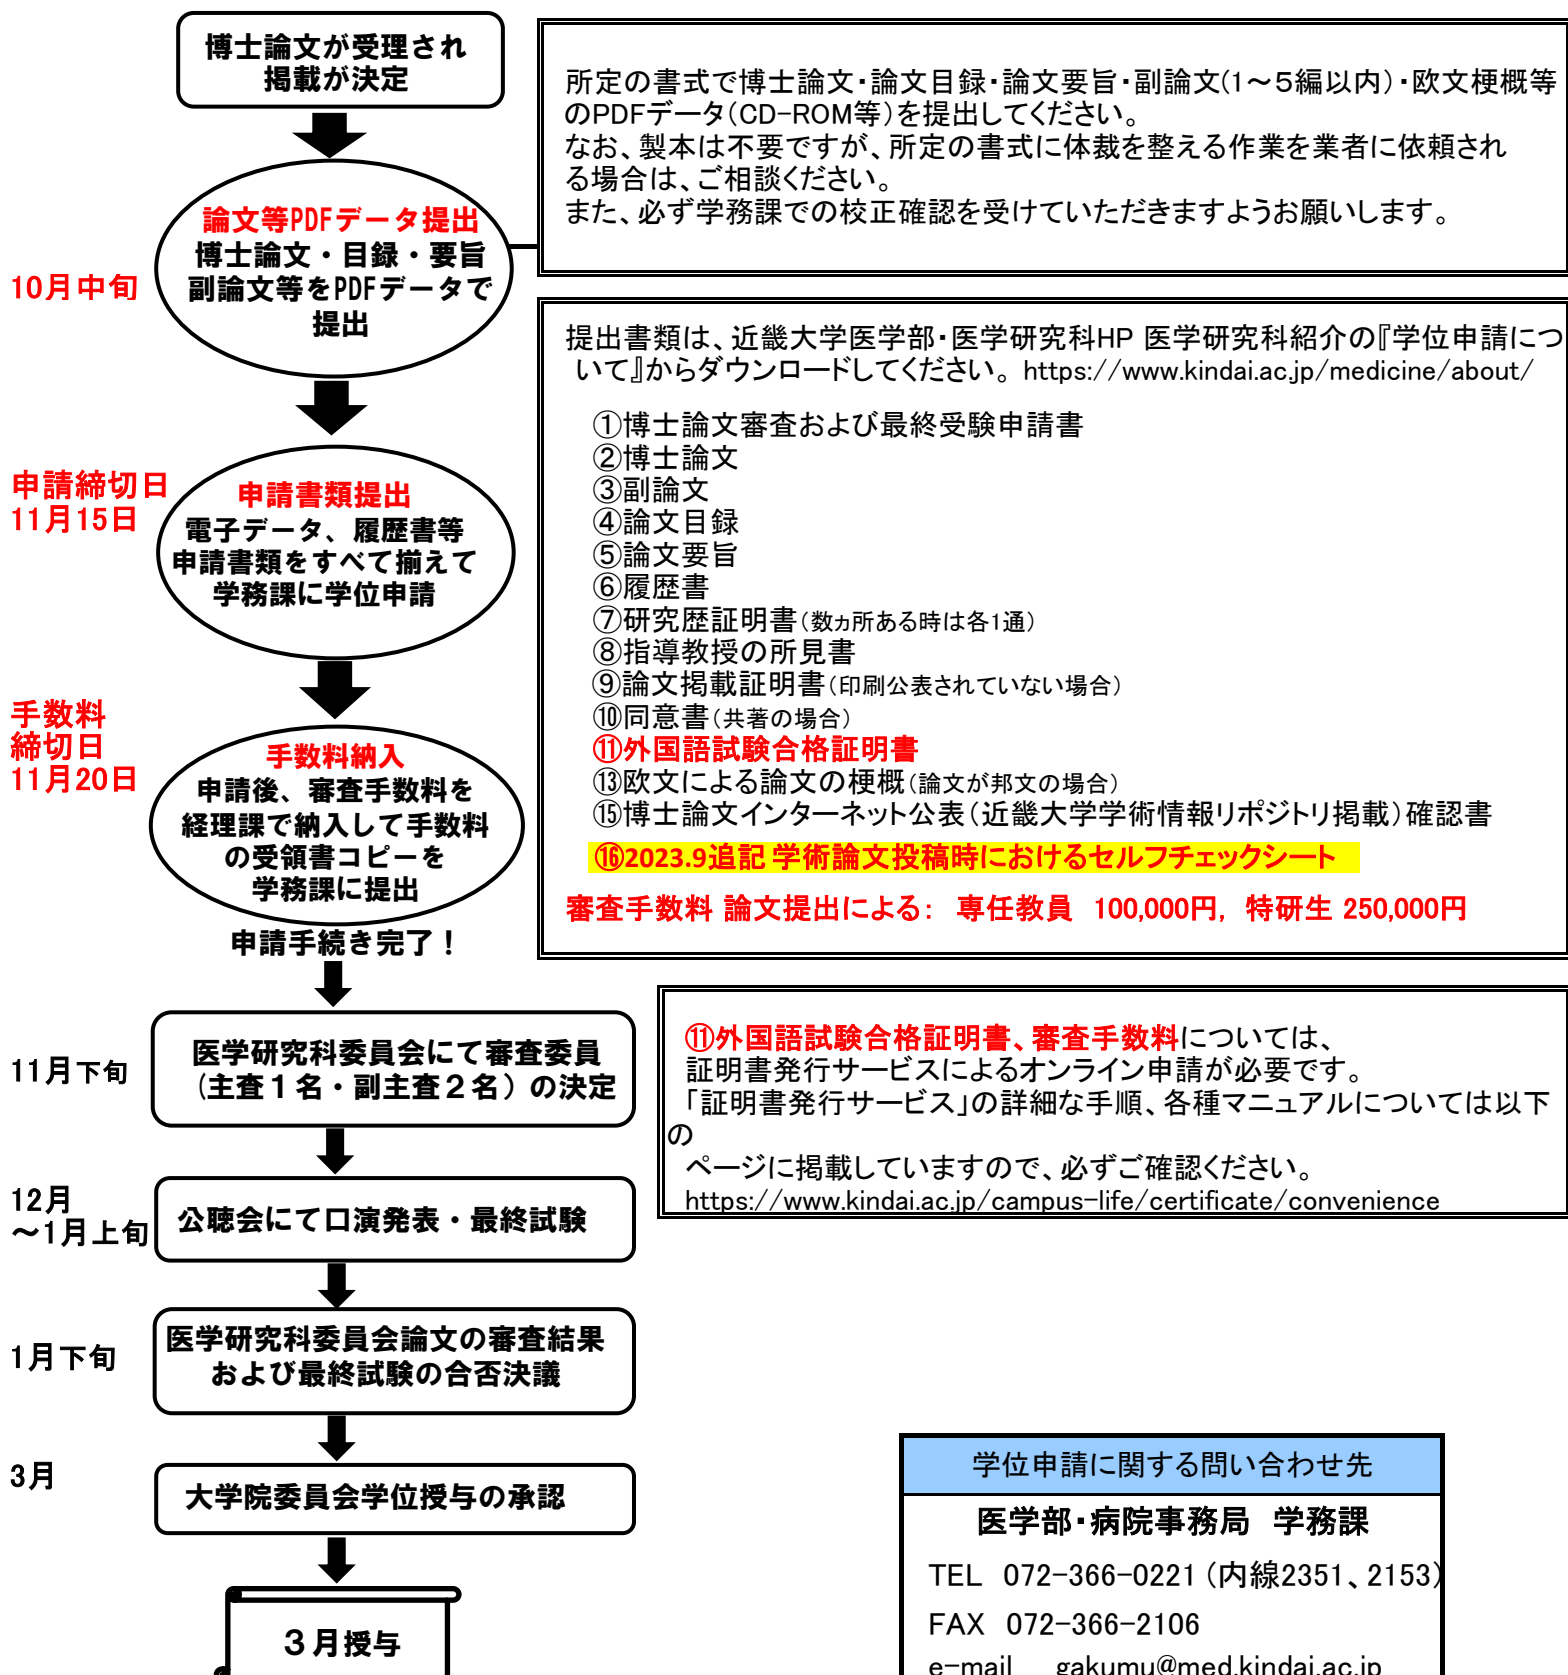 博士論文が受理され
掲載が決定
所定の書式で博士論文・論文目録・論文要旨・副論文(1～5編以内)・欧文梗概等
のPDFデータ(CD-ROM等)を提出してください。
なお、製本は不要ですが、所定の書式に体裁を整える作業を業者に依頼され
る場合は、ご相談ください。
また、必ず学務課での校正確認を受けていただきますようお願いします。
10月中旬
論文等PDFデータ提出
博士論文・目録・要旨
副論文等をPDFデータで
提出
提出書類は、近畿大学医学部・医学研究科HP 医学研究科紹介の『学位申請につ
いて』からダウンロードしてください。 https://www.kindai.ac.jp/medicine/about/
①博士論文審査および最終受験申請書
②博士論文
③副論文
④論文目録
⑤論文要旨
⑥履歴書
⑦研究歴証明書(数ヵ所ある時は各1通)
⑧指導教授の所見書
⑨論文掲載証明書(印刷公表されていない場合)
⑩同意書(共著の場合)
⑪外国語試験合格証明書
⑬欧文による論文の梗概(論文が邦文の場合)
⑮博士論文インターネット公表(近畿大学学術情報リポジトリ掲載)確認書
⑯2023.9追記 学術論文投稿時におけるセルフチェックシート
審査手数料 論文提出による： 専任教員 100,000円, 特研生 250,000円
申請締切日
11月15日
申請書類提出
電子データ、履歴書等
申請書類をすべて揃えて
学務課に学位申請
手数料
締切日
11月20日
手数料納入
申請後、審査手数料を
経理課で納入して手数料
の受領書コピーを
学務課に提出
申請手続き完了！
⑪外国語試験合格証明書、審査手数料については、
証明書発行サービスによるオンライン申請が必要です。
「証明書発行サービス」の詳細な手順、各種マニュアルについては以下
の
ページに掲載していますので、必ずご確認ください。
https://www.kindai.ac.jp/campus-life/certificate/convenience
11月下旬
医学研究科委員会にて審査委員
(主査１名・副主査２名）の決定
12月
～1月上旬
公聴会にて口演発表・最終試験
1月下旬
医学研究科委員会論文の審査結果
および最終試験の合否決議
3月
大学院委員会学位授与の承認
３月授与
学位申請に関する問い合わせ先
医学部・病院事務局 学務課
TEL 072-366-0221 (内線2351、2153)
FAX 072-366-2106
e-mail gakumu@med.kindai.ac.jp